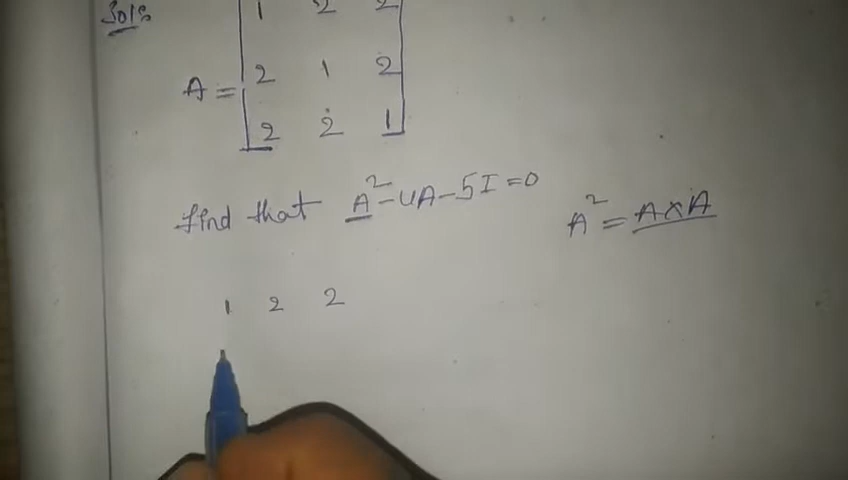 Soln
1 2 2
A = 2 1 2
2 2 1
find that A² - 4A - 5I = 0
A² = A × A
1 2 2